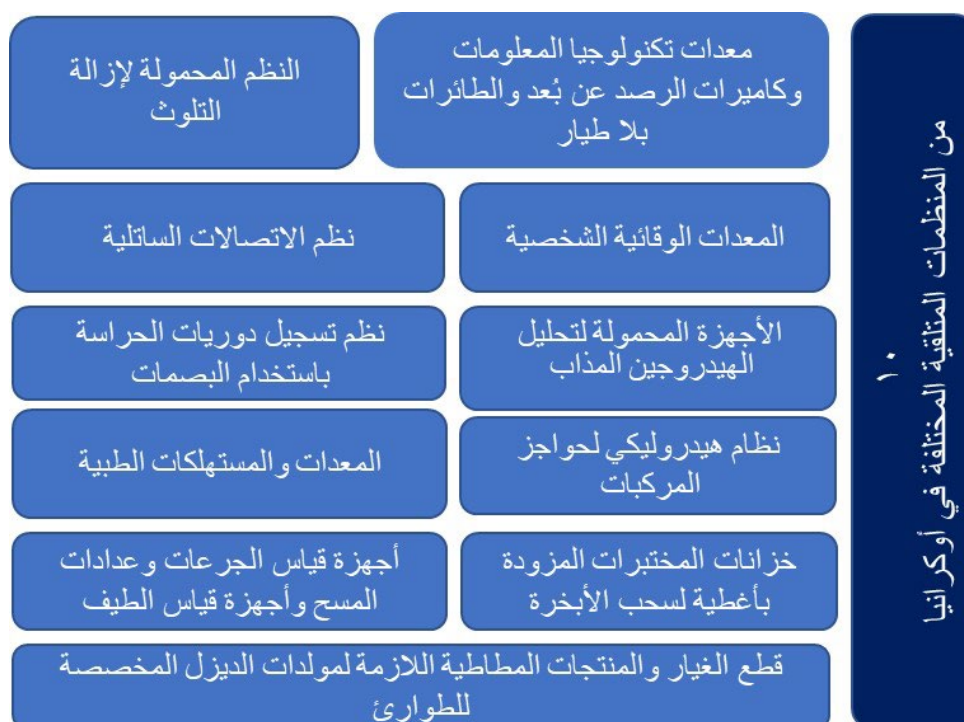 معدات تكنولوجيا المعلومات
وكاميرات الرصد عن بُعد والطائرات
بلا طيار
النظم المحمولة لإزالة
التلوث
المعدات الوقائية الشخصية
نظم الاتصالات الساتلية
الأجهزة المحمولة لتحليل
الهيدروجين المذاب
نظم تسجيل دوريات الحراسة
باستخدام البصمات
نظام هيدروليكي لحواجز
المركبات
المعدات والمستهلكات الطبية
خزانات المختبرات المزودة
بأغطية لسحب الأبخرة
أجهزة قياس الجرعات وعدادات
المسح وأجهزة قياس الطيف
قطع الغيار والمنتجات المطاطية اللازمة لمولدات الديزل المخصصة
للطوارئ
١٠
من المنظمات المتلقية المختلفة في أوكرانيا